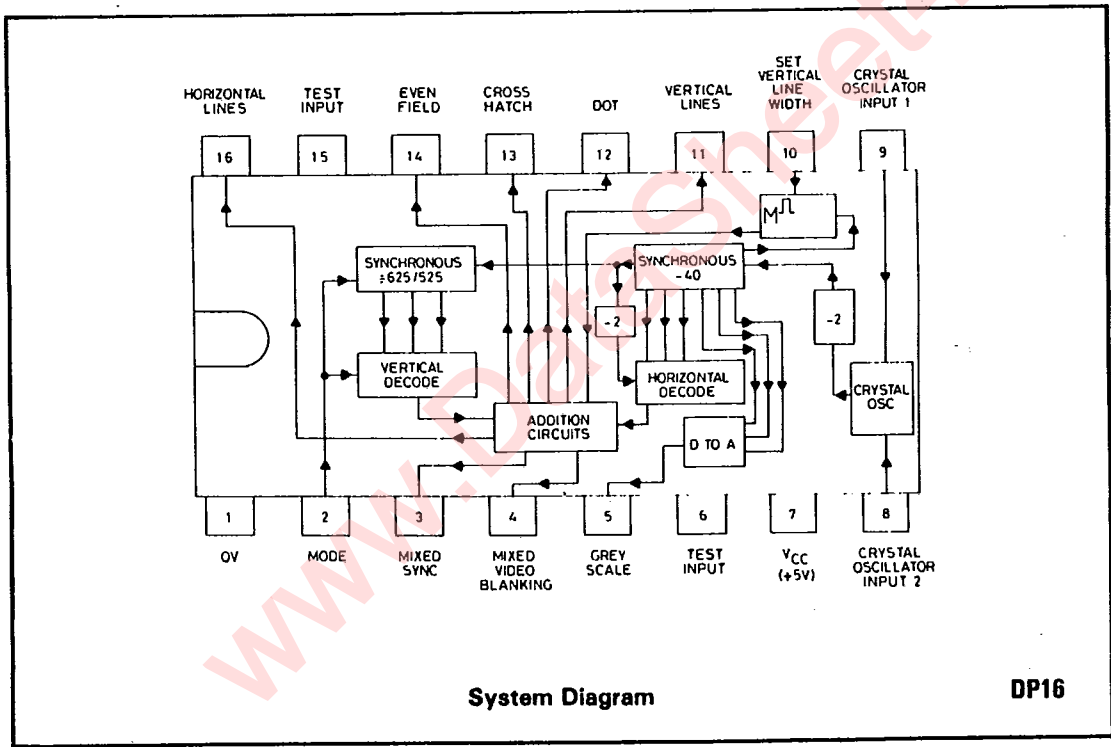 HORIZONTAL
LINES
TEST
INPUT
EVEN
FIELD
CROSS
HATCH
DOT
VERTICAL
LINES
SET
VERTICAL
LINE
WIDTH
CRYSTAL
OSCILLATOR
INPUT 1
16
15
14
13
12
11
10
9
M
SYNCHRONOUS
÷625/525
SYNCHRONOUS
-40
-2
-2
VERTICAL
DECODE
HORIZONTAL
DECODE
CRYSTAL
OSC
ADDITION
CIRCUITS
D TO A
1
2
3
4
5
6
7
8
OV
MODE
MIXED
SYNC
MIXED
VIDEO
BLANKING
GREY
SCALE
TEST
INPUT
VCC
(+5V)
CRYSTAL
OSCILLATOR
INPUT 2
System Diagram
DP16
www.DataSheet4